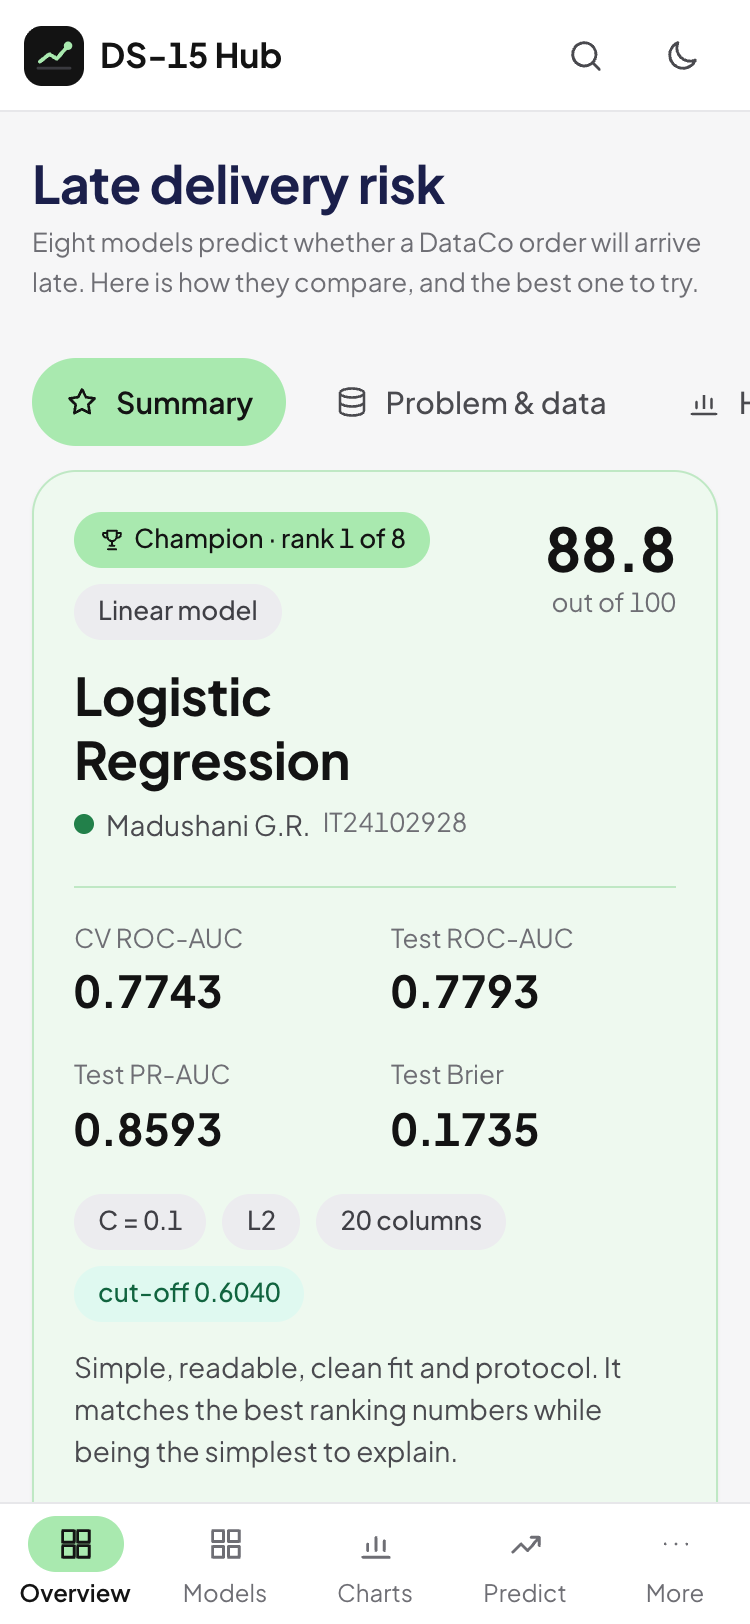 DS-15 Hub
Late delivery risk
Eight models predict whether a DataCo order will arrive
late. Here is how they compare, and the best one to try.
Summary
Problem & data
Champion · rank 1 of 8
88.8
out of 100
Linear model
Logistic
Regression
Madushani G.R. IT24102928
CV ROC-AUC
Test ROC-AUC
0.7743
0.7793
Test PR-AUC
Test Brier
0.8593
0.1735
C = 0.1
L2
20 columns
cut-off 0.6040
Simple, readable, clean fit and protocol. It
matches the best ranking numbers while
being the simplest to explain.
Overview
Models
Charts
Predict
More